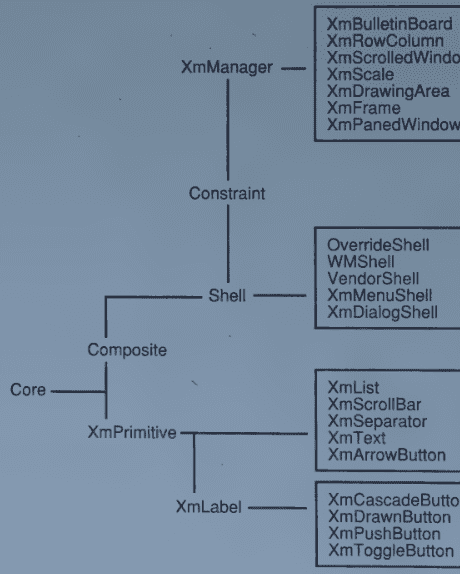 XmBulletinBoard
XmRowColumn
XmManager
XmScrolledWindo
XmScale
XmDrawingArea
XmFrame
XmPanedWindow
Constraint
OverrideShell
WMShell
VendorShell
XmMenuShell
XmDialogShell
Shell
Composite
Core
XmList
XmScrollBar
XmSeparator
XmText
XmArrowButton
XmPrimitive
XmLabel
XmCascadeButto
XmDrawnButton
XmPushButton
XmToggleButton